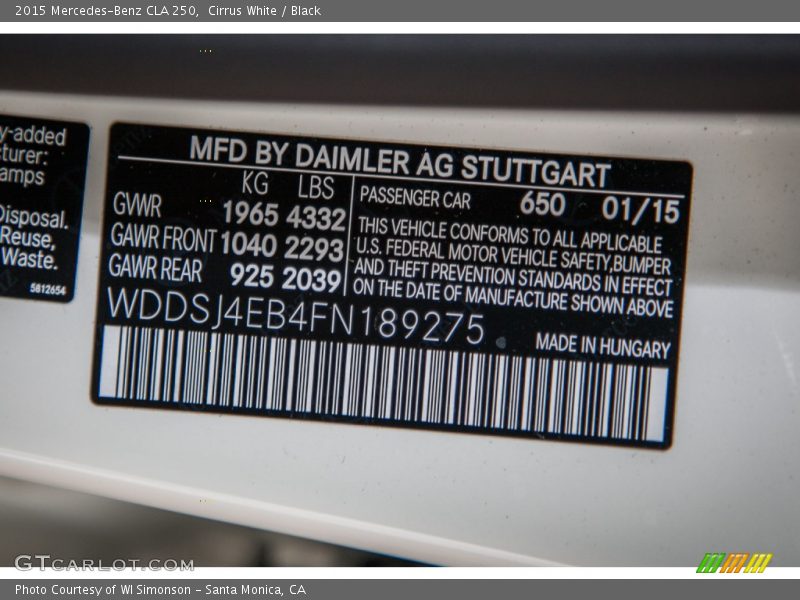 2015 Mercedes-Benz CLA 250,  Cirrus White / Black
y-added
turer:
amps
Disposal.
Reuse,
Waste.
5812654
MFD BY DAIMLER AG STUTTGART
KG LBS
GVWR 1965 4332
GAWR FRONT 1040 2293
GAWR REAR 925 2039
PASSENGER CAR 650 01/15
THIS VEHICLE CONFORMS TO ALL APPLICABLE
U.S. FEDERAL MOTOR VEHICLE SAFETY,BUMPER
AND THEFT PREVENTION STANDARDS IN EFFECT
ON THE DATE OF MANUFACTURE SHOWN ABOVE
WDDSJ4EB4FN189275
MADE IN HUNGARY
GTCARLOT.COM
Photo Courtesy of WI Simonson - Santa Monica, CA